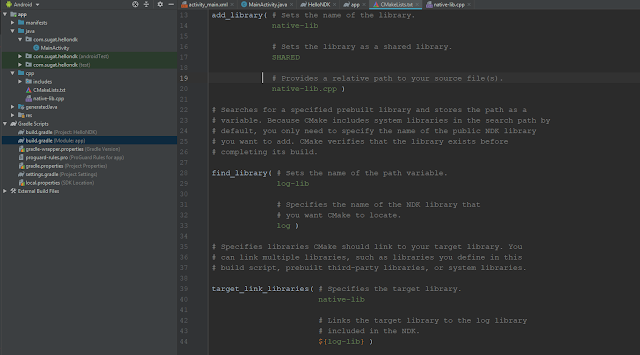 Android
app
manifests
java
com.sugat.hellondk
MainActivity
com.sugat.hellondk (androidTest)
com.sugat.hellondk (test)
cpp
includes
CMakeLists.txt
native-lib.cpp
generatedJava
res
Gradle Scripts
build.gradle (Project: HelloNDK)
build.gradle (Module: app)
gradle-wrapper.properties (Gradle Version)
proguard-rules.pro (ProGuard Rules for app)
gradle.properties (Project Properties)
settings.gradle (Project Settings)
local.properties (SDK Location)
External Build Files
activity_main.xml MainActivity.java HelloNDK app CMakeLists.txt native-lib.cpp
13 add_library( # Sets the name of the library.
14 native-lib
15
16 # Sets the library as a shared library.
17 SHARED
18
19 # Provides a relative path to your source file(s).
20 native-lib.cpp )
21
22 # Searches for a specified prebuilt library and stores the path as a
23 # variable. Because CMake includes system libraries in the search path by
24 # default, you only need to specify the name of the public NDK library
25 # you want to add. CMake verifies that the library exists before
26 # completing its build.
27
28 find_library( # Sets the name of the path variable.
29 log-lib
30
31 # Specifies the name of the NDK library that
32 # you want CMake to locate.
33 log )
34
35 # Specifies libraries CMake should link to your target library. You
36 # can link multiple libraries, such as libraries you define in this
37 # build script, prebuilt third-party libraries, or system libraries.
38
39 target_link_libraries( # Specifies the target library.
40 native-lib
41
42 # Links the target library to the log library
43 # included in the NDK.
44 ${log-lib} )